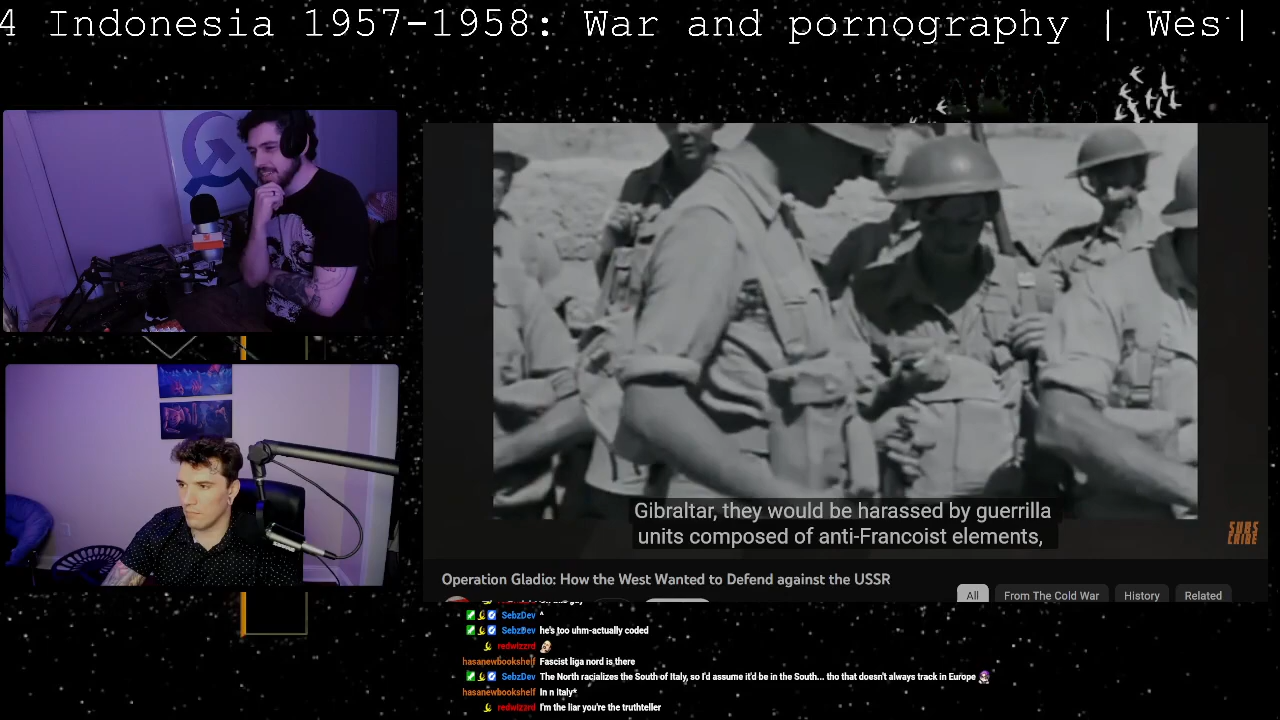 4 Indonesia 1957-1958: War and pornography | Wes|
Gibraltar, they would be harassed by guerrilla
units composed of anti-Francoist elements,
SUBSCRIBE
Operation Gladio: How the West Wanted to Defend against the USSR
All From The Cold War History Related
SebzDev ^
SebzDev he's too uhm-actually coded
redwizzrd
hasanewbookshelf Fascist liga nord is there
SebzDev The North racializes the South of Italy, so I'd assume it'd be in the South... tho that doesn't always track in Europe
hasanewbookshelf In n italy*
redwizzrd I'm the liar you're the truthteller